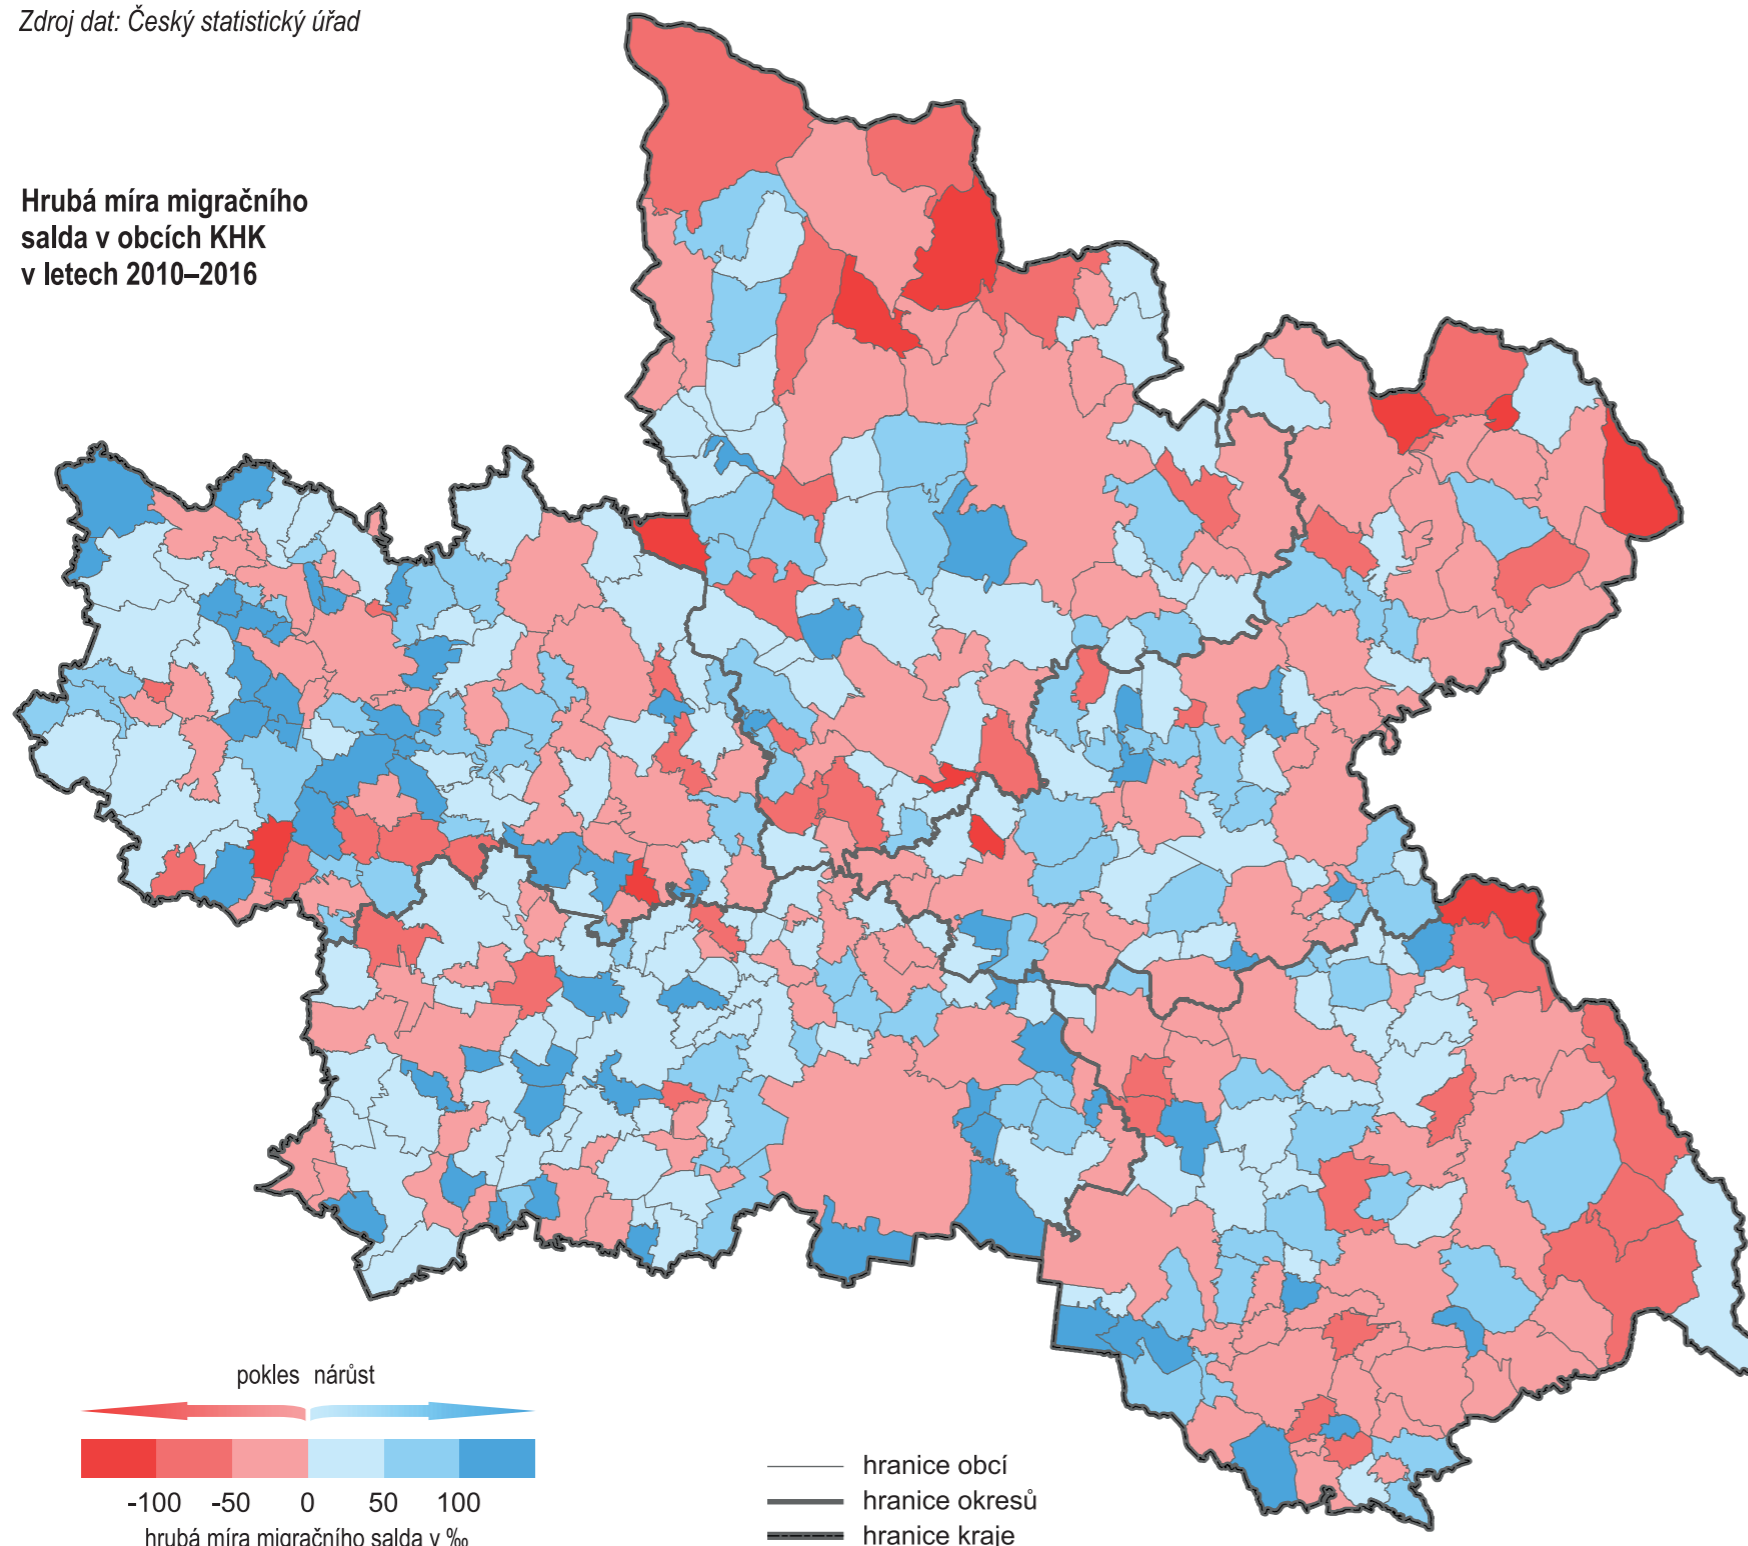 Zdroj dat: Český statistický úřad
Hrubá míra migračního
salda v obcích KHK
v letech 2010–2016
pokles nárůst
-100 -50 0 50 100
hrubá míra migračního salda v ‰
hranice obcí
hranice okresů
hranice kraje